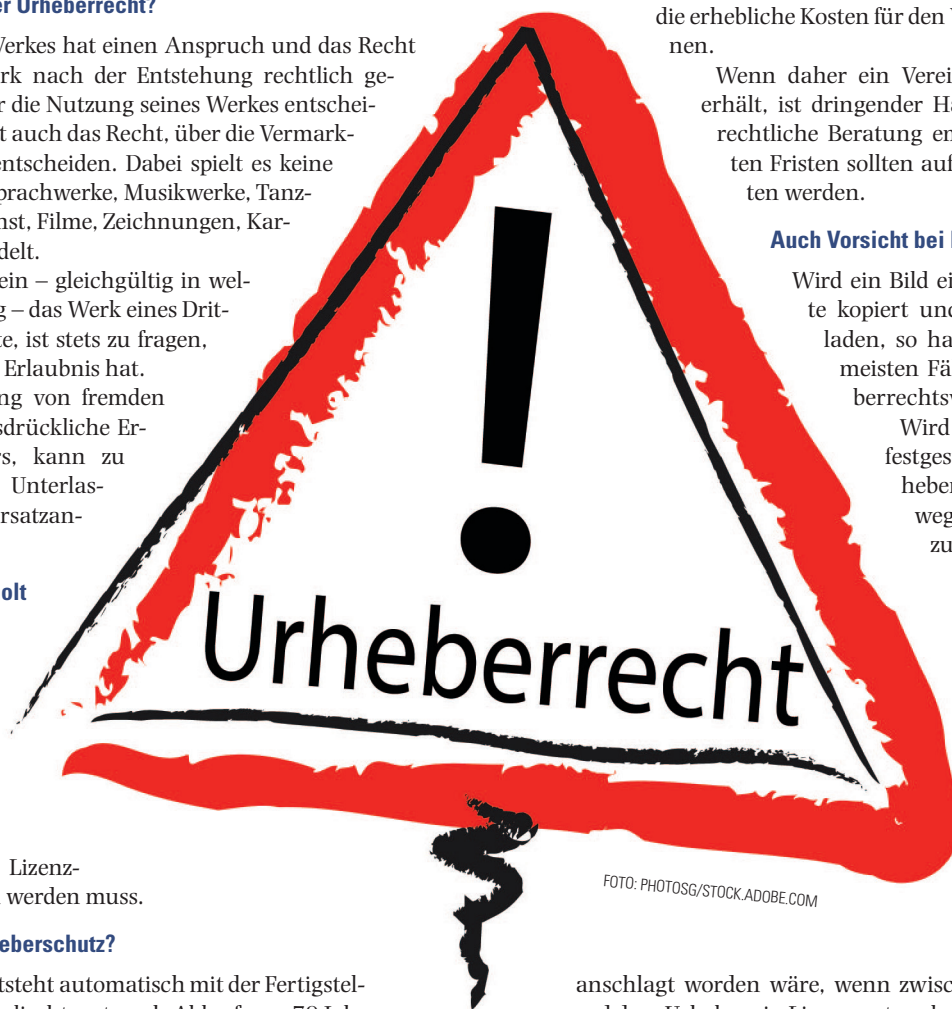 er Urheberrecht?
Werkes hat einen Anspruch und das Recht
rk nach der Entstehung rechtlich ge-
r die Nutzung seines Werkes entschei-
t auch das Recht, über die Vermark-
entscheiden. Dabei spielt es keine
prachwerke, Musikwerke, Tanz-
nst, Filme, Zeichnungen, Kar-
delt.
ein – gleichgültig in wel-
g – das Werk eines Drit-
te, ist stets zu fragen,
Erlaubnis hat.
ng von fremden
sdrückliche Er-
rs, kann zu
Unterlas-
rsatzan-
olt
Lizenz-
werden muss.
eberschutz?
tsteht automatisch mit der Fertigstel-
die erhebliche Kosten für den
nen.
Wenn daher ein Verei
erhält, ist dringender Ha
rechtliche Beratung en
ten Fristen sollten auf
ten werden.
Auch Vorsicht bei
Wird ein Bild ei
te kopiert und
laden, so ha
meisten Fä
berrechtsv
Wird
festges
heber
weg
zu
!
Urheberrecht
FOTO: PHOTOSG/STOCK.ADOBE.COM
anschlagt worden wäre, wenn zwisc